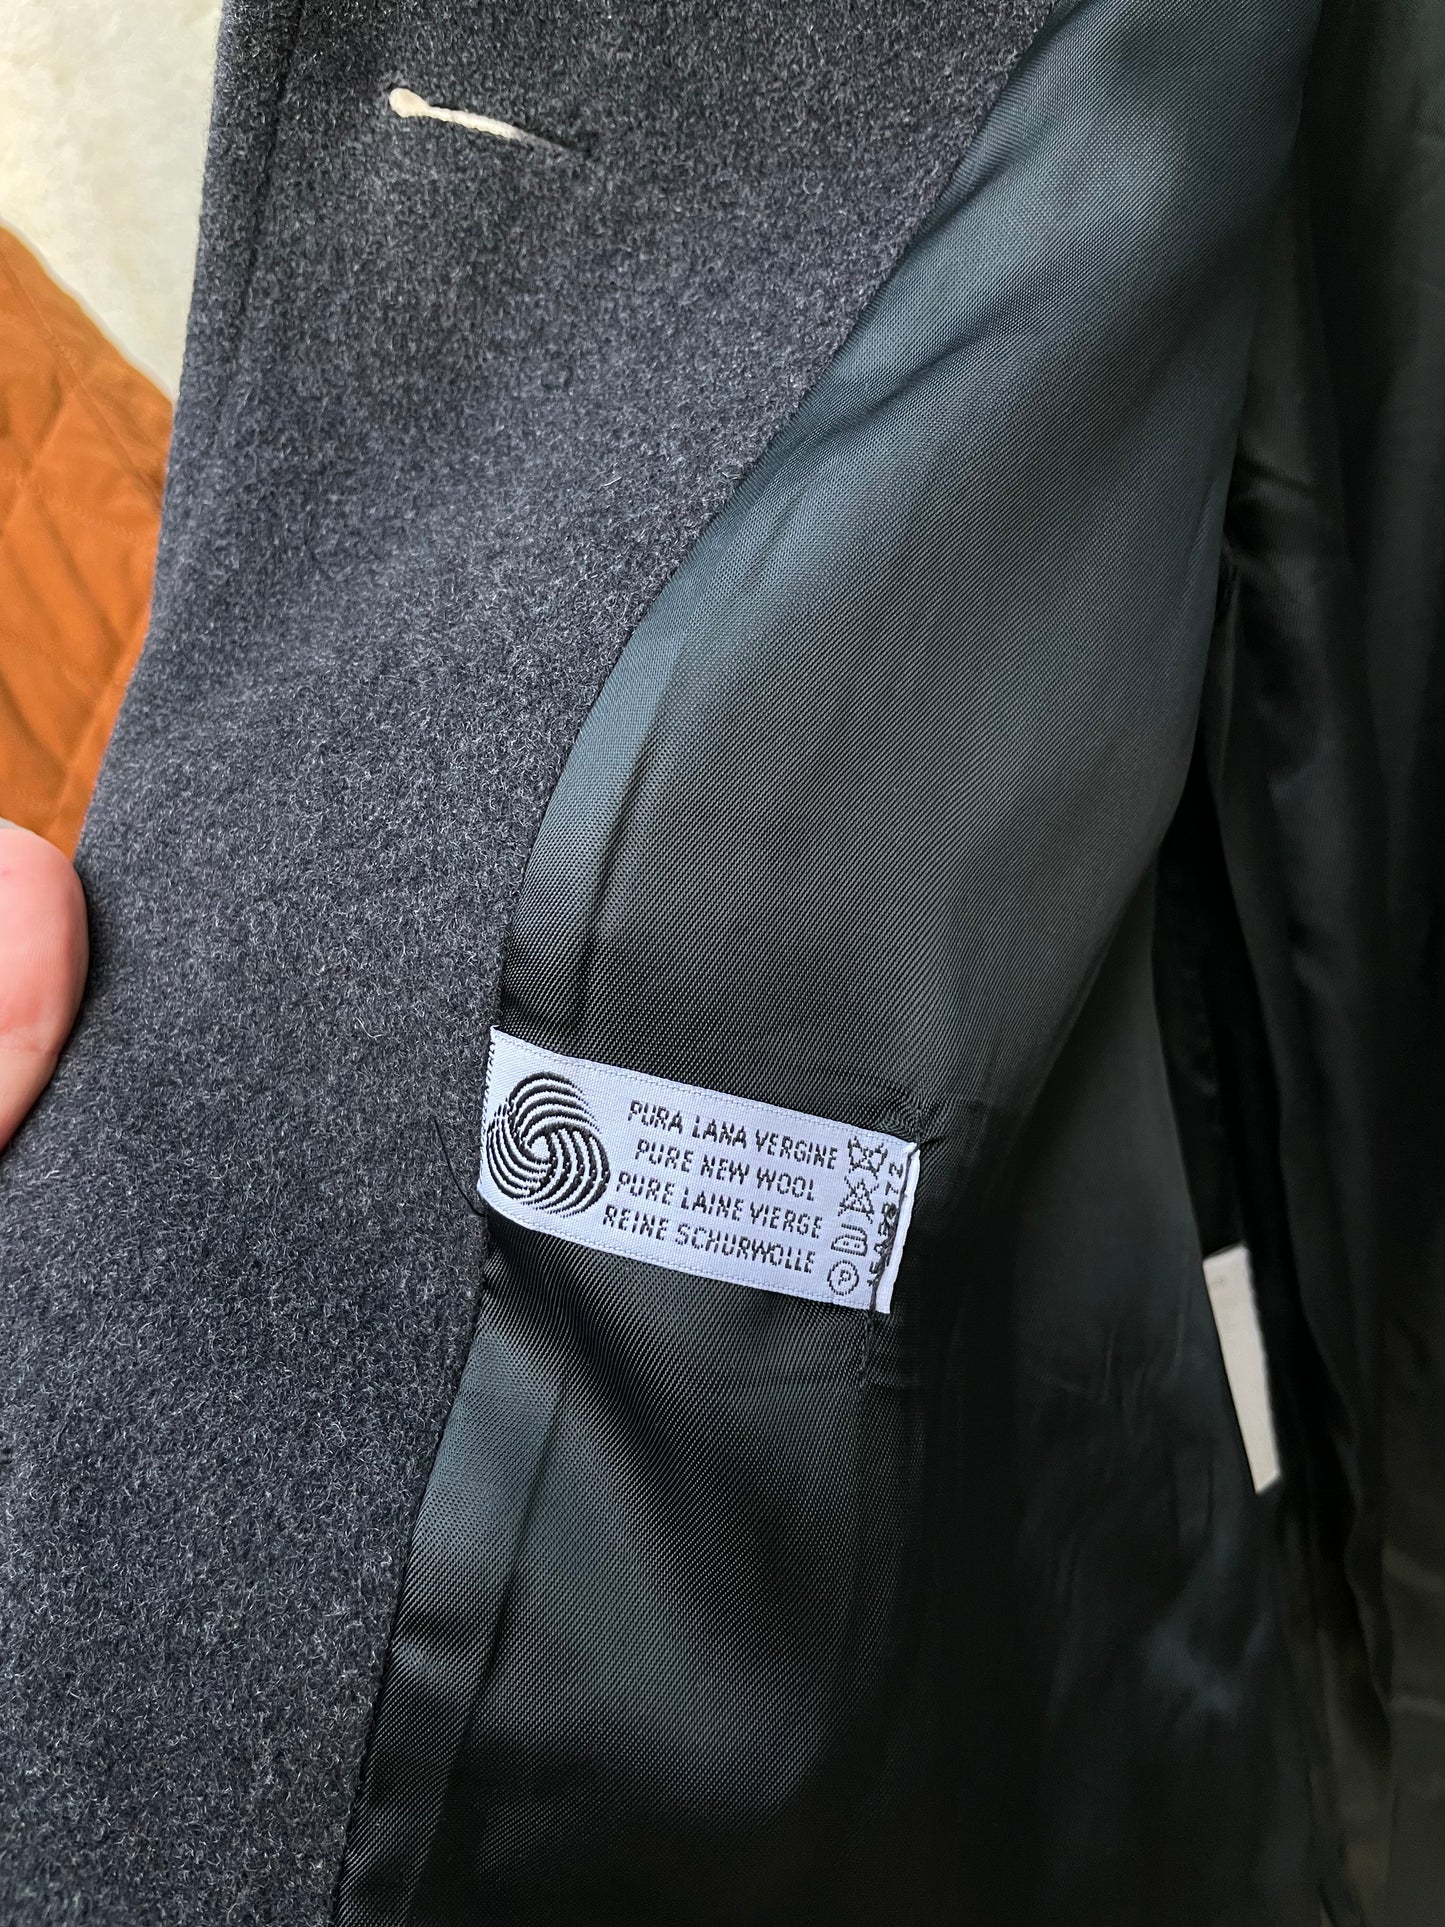 PURA LANA VERGINE
PURE NEW WOOL
PURE LAINE VIERGE
REINE SCHURWOLLE
P